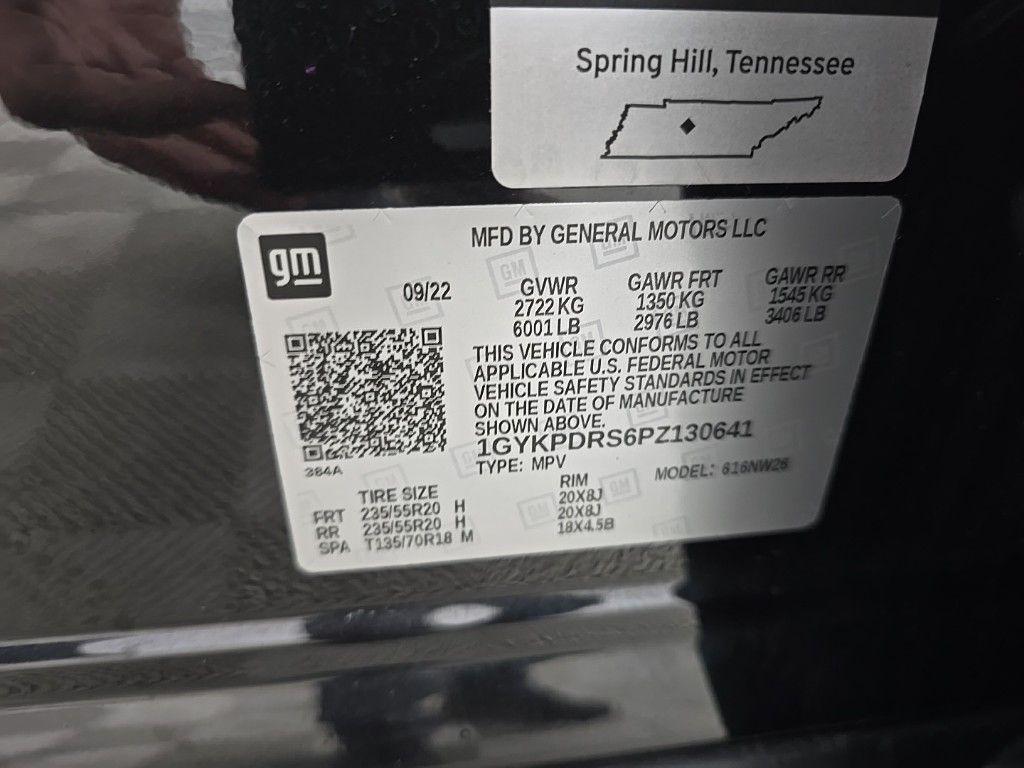 Spring Hill, Tennessee
gm
MFD BY GENERAL MOTORS LLC
09/22
GVWR
2722 KG
6001 LB
GAWR FRT
1350 KG
2976 LB
GAWR RR
1545 KG
3406 LB
THIS VEHICLE CONFORMS TO ALL
APPLICABLE U.S. FEDERAL MOTOR
VEHICLE SAFETY STANDARDS IN EFFECT
ON THE DATE OF MANUFACTURE
SHOWN ABOVE.
1GYKPDRS6PZ130641
TYPE: MPV
MODEL: 616NW26
384A
TIRE SIZE
RIM
FRT 235/55R20 H 20X8J
RR 235/55R20 H 20X8J
SPA T135/70R18 M 18X4.5B